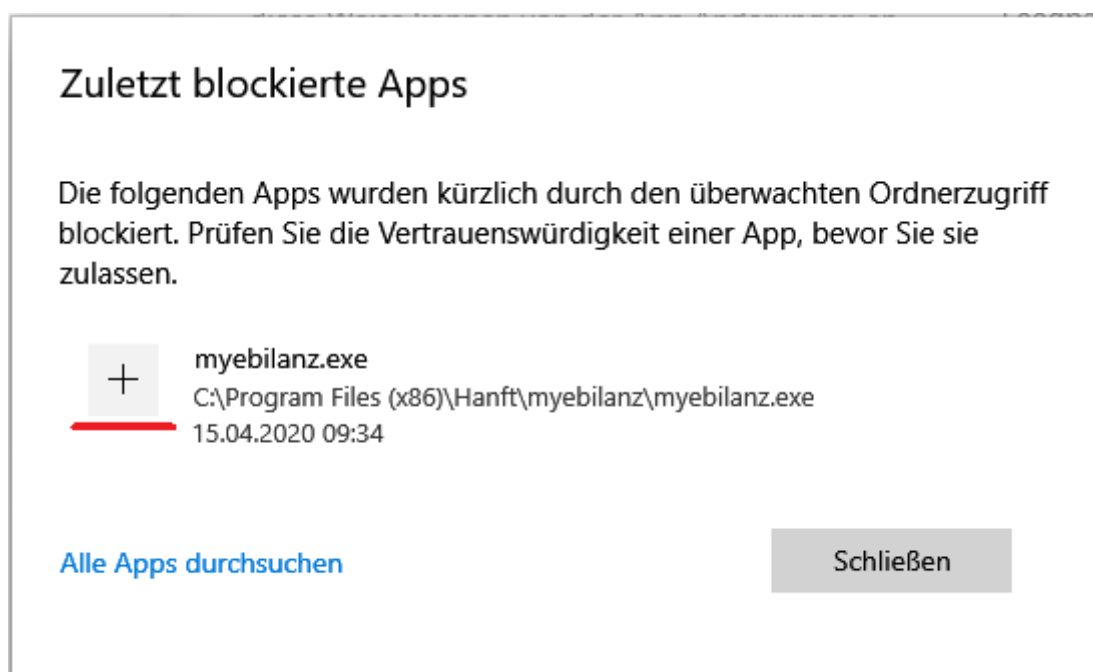 Zuletzt blockierte Apps
Die folgenden Apps wurden kürzlich durch den überwachten Ordnerzugriff
blockiert. Prüfen Sie die Vertrauenswürdigkeit einer App, bevor Sie sie
zulassen.
myebilanz.exe
C:\Program Files (x86)\Hanft\myebilanz\myebilanz.exe
15.04.2020 09:34
Alle Apps durchsuchen
Schließen